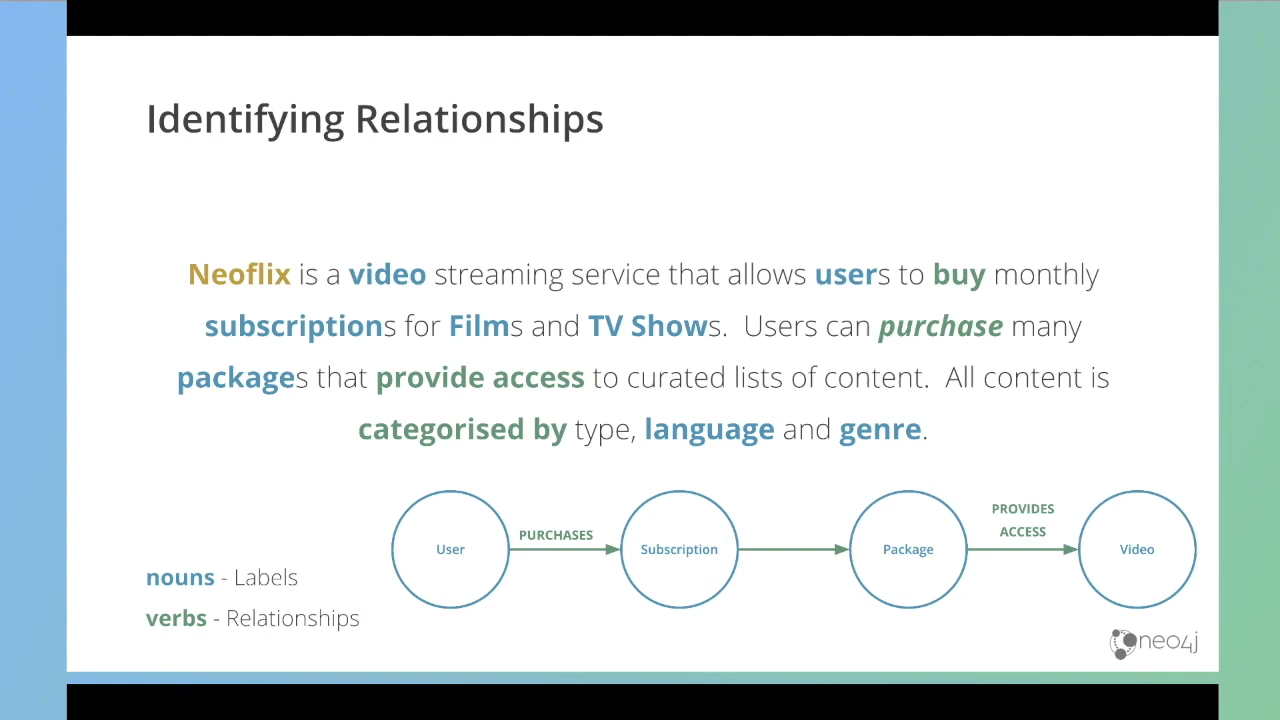 Identifying Relationships
Neoflix is a video streaming service that allows users to buy monthly
subscriptions for Films and TV Shows. Users can purchase many
packages that provide access to curated lists of content. All content is
categorised by type, language and genre.
User
PURCHASES
Subscription
Package
PROVIDES
ACCESS
Video
nouns - Labels
verbs - Relationships
neo4j